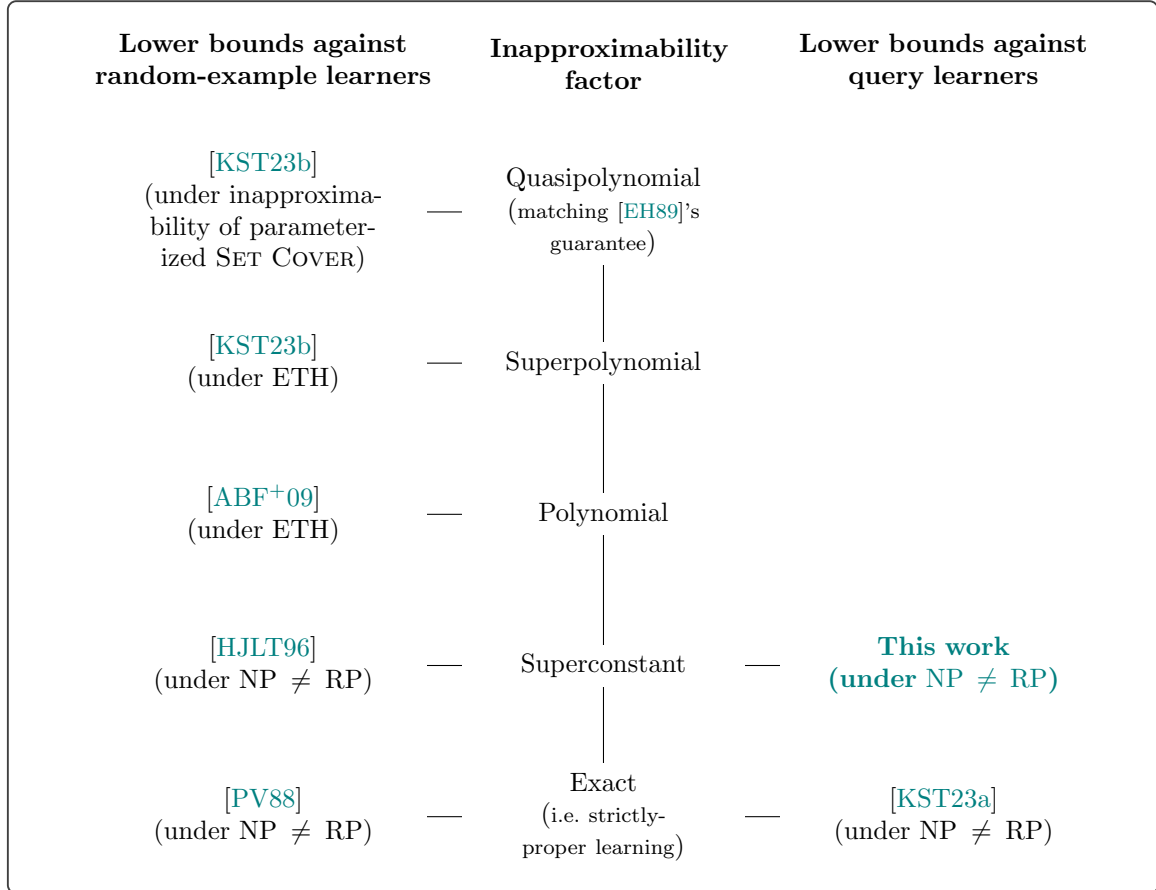 Lower bounds against
random-example learners
Inapproximability
factor
Lower bounds against
query learners
[KST23b]
(under inapproxima-
bility of parameter-
ized SET COVER)
Quasipolynomial
(matching [EH89]'s
guarantee)
[KST23b]
(under ETH)
Superpolynomial
[ABF+09]
(under ETH)
Polynomial
[HJLT96]
(under NP ≠ RP)
Superconstant
This work
(under NP ≠ RP)
[PV88]
(under NP ≠ RP)
Exact
(i.e. strictly-
proper learning)
[KST23a]
(under NP ≠ RP)